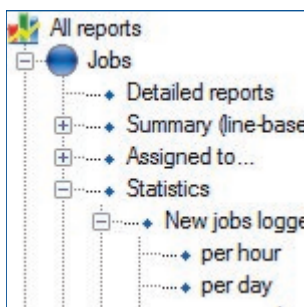 All reports
Jobs
Detailed reports
Summary (line-base
Assigned to...
Statistics
New jobs logge
per hour
per day